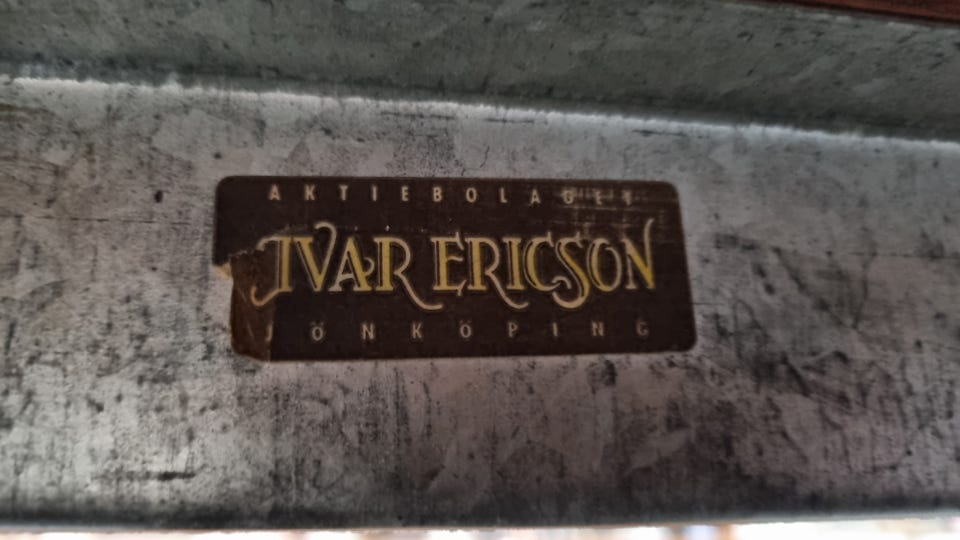 AKTIEBOLAGET
IVAR ERICSON
JÖNKÖPING